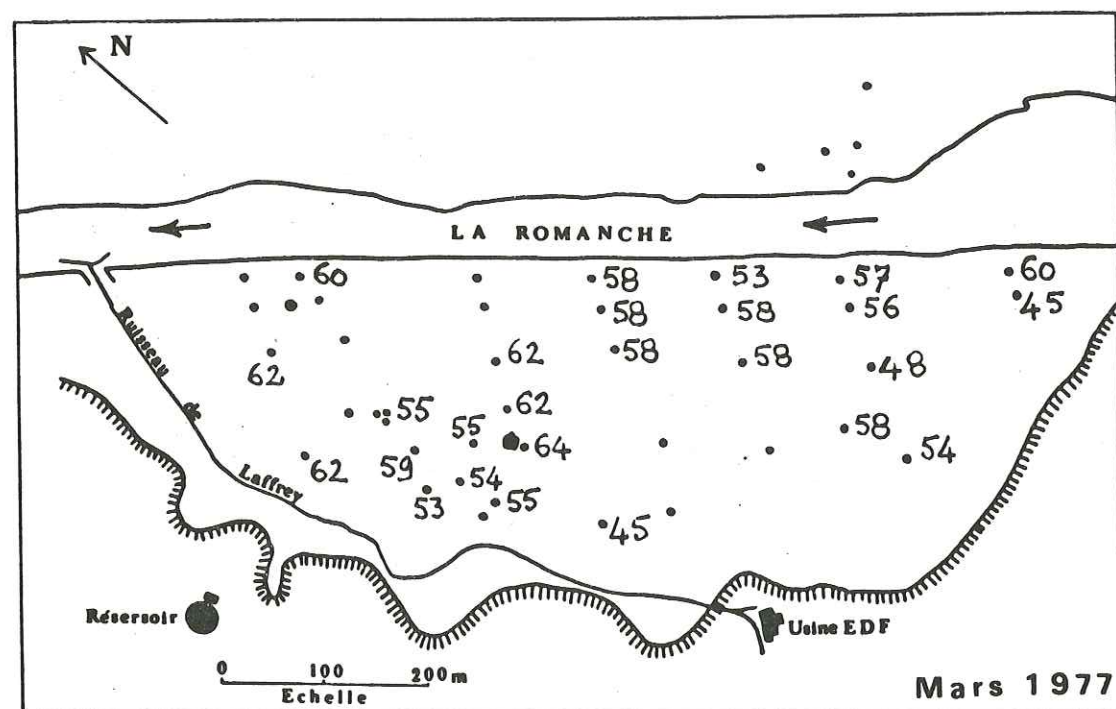 N
LA ROMANCHE
60 58 53 57 60
58 58 56 45
62 62 58 58 48
55 62
55 64 58 54
62 59 54
53 55 45
Ruisseau de Laffrey
Réservoir
Usine EDF
0 100 200m
Echelle
Mars 1977